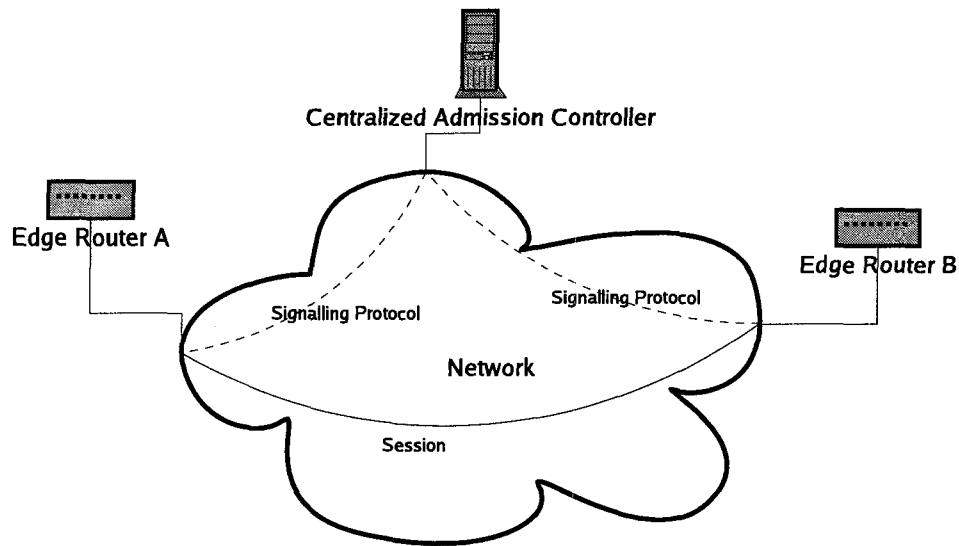 Centralized Admission Controller
Edge Router A
Edge Router B
Signalling Protocol
Signalling Protocol
Network
Session